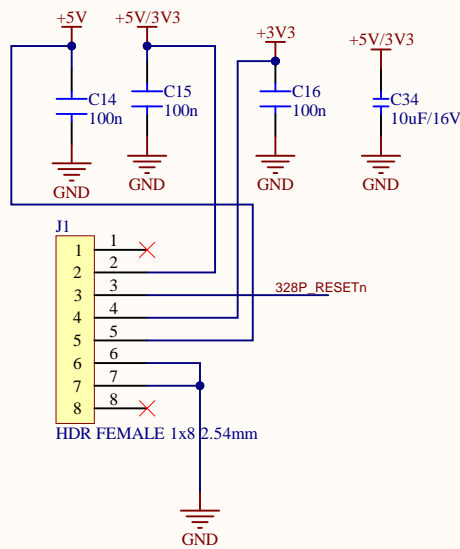 +5V
+5V/3V3
+3V3
+5V/3V3
C14
100n
C15
100n
C16
100n
C34
10uF/16V
GND
GND
GND
GND
J1
1 1
2 2
3 3
328P_RESETn
4 4
5 5
6 6
7 7
8 8
HDR FEMALE 1x8 2.54mm
GND